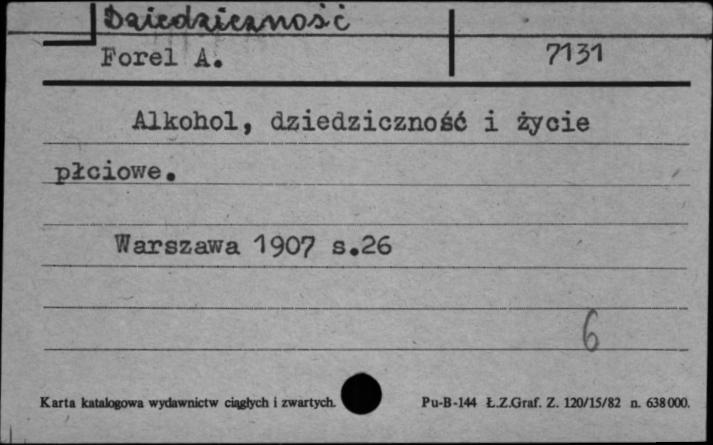 Dziedziczność
Forel A.
7131
Alkohol, dziedziczność i życie
płciowe.
Warszawa 1907 s.26
6
Karta katalogowa wydawnictw ciągłych i zwartych.
Pu-B-144 Ł.Z.Graf. Z. 120/15/82 n. 638000.